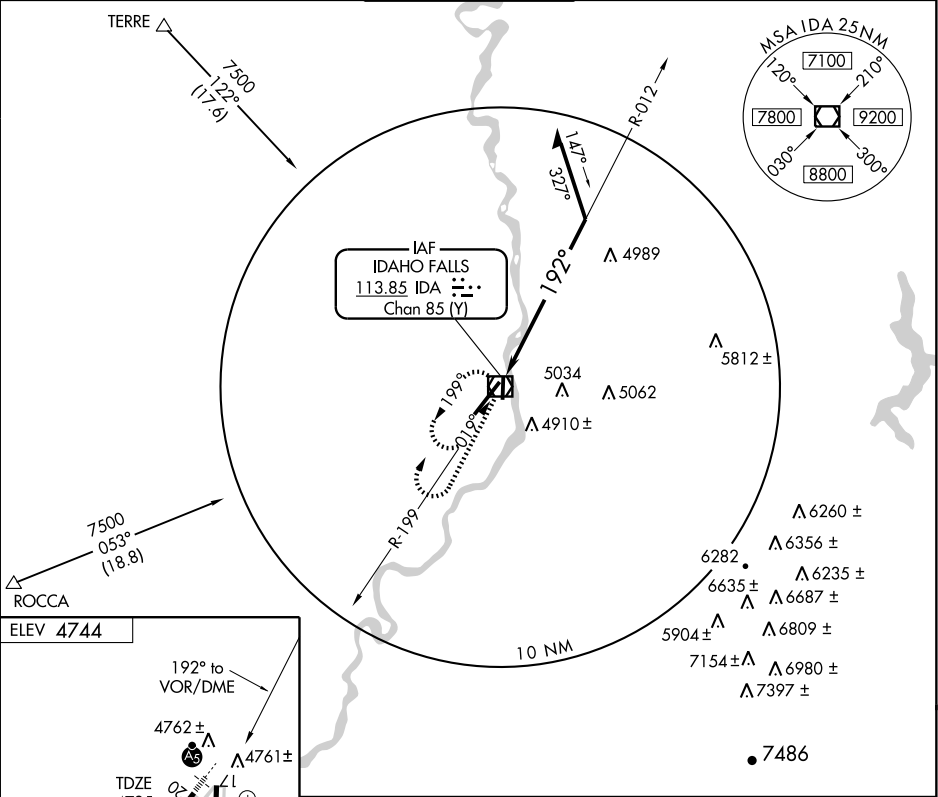 TERRE
7500
122°
(17.6)
MSA IDA 25NM
120°
7100
210°
7800
9200
030°
8800
300°
R-012
147°
327°
192°
4989
IAF
IDAHO FALLS
113.85 IDA
Chan 85 (Y)
5812 ±
5034
5062
4910 ±
199°
019°
R-199
7500
053°
(18.8)
ROCCA
6260 ±
6356 ±
6282
6235 ±
6635 ±
6687 ±
5904 ±
6809 ±
7154 ±
6980 ±
7397 ±
10 NM
7486
ELEV 4744
192° to
VOR/DME
4762 ±
A5
4761 ±
TDZE
20
17